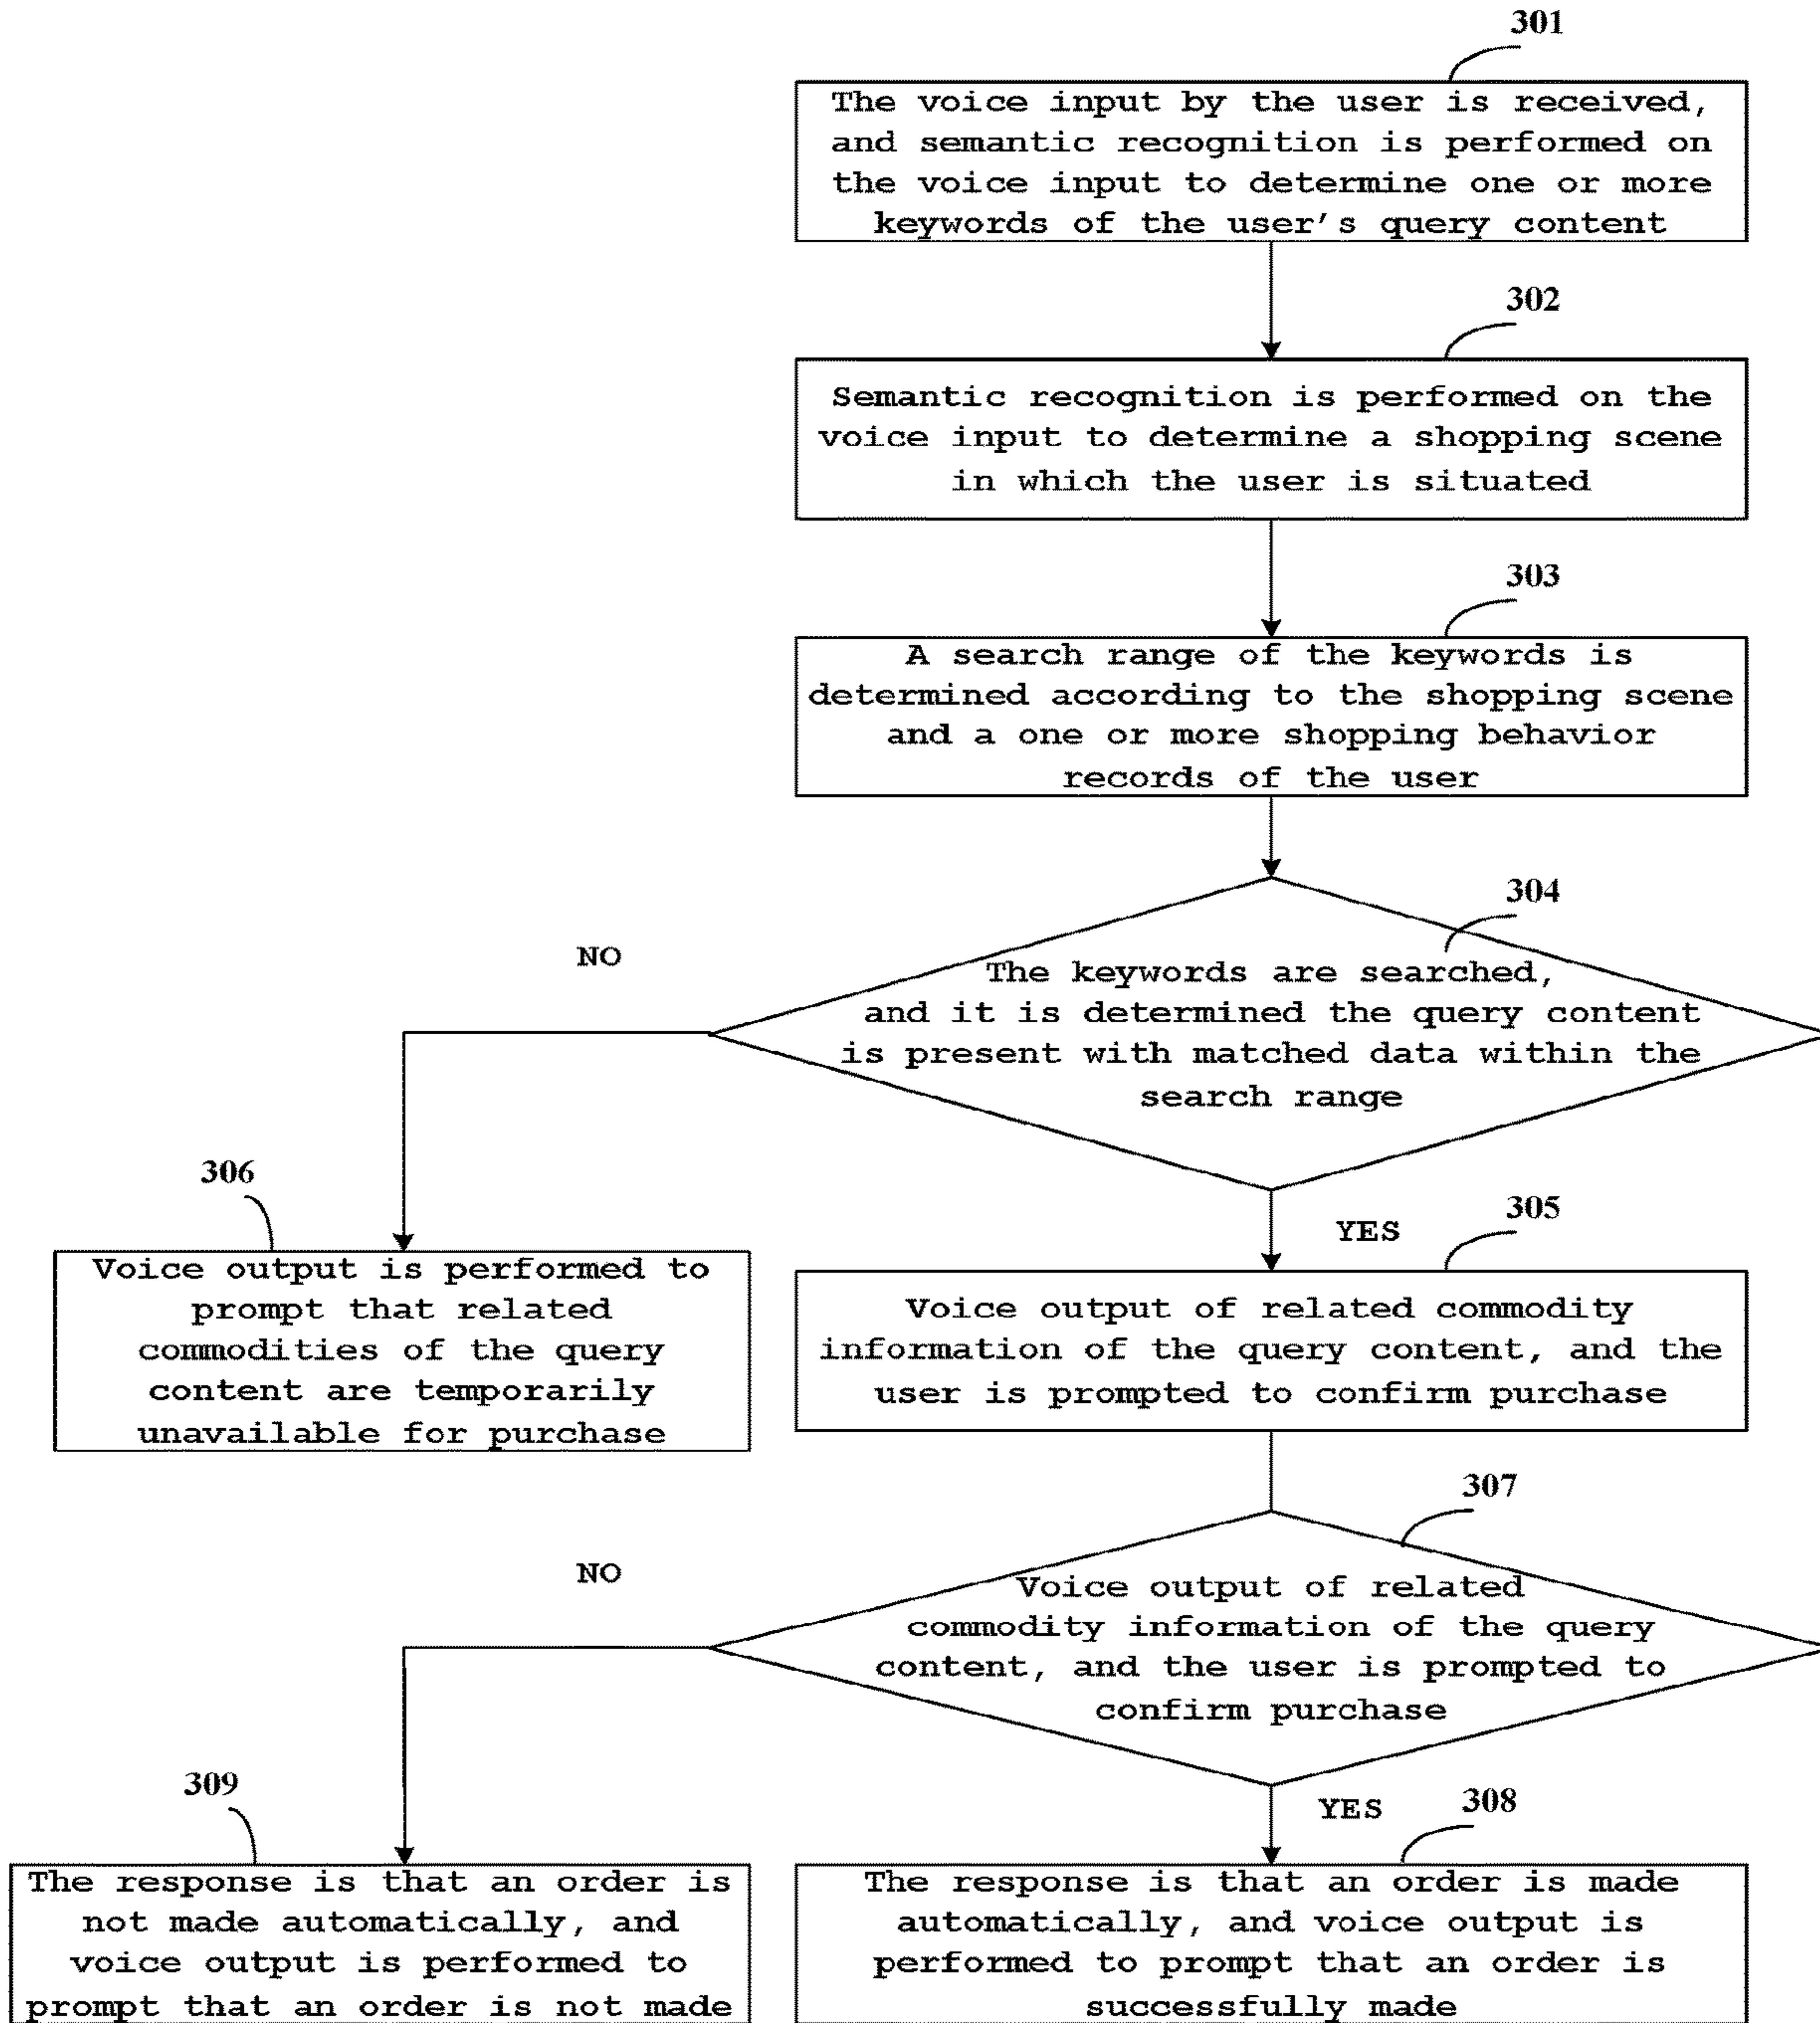 301
The voice input by the user is received,
and semantic recognition is performed on
the voice input to determine one or more
keywords of the user's query content
302
Semantic recognition is performed on the
voice input to determine a shopping scene
in which the user is situated
303
A search range of the keywords is
determined according to the shopping scene
and a one or more shopping behavior
records of the user
304
NO
The keywords are searched,
and it is determined the query content
is present with matched data within the
search range
306
305
YES
Voice output is performed to
prompt that related
commodities of the query
content are temporarily
unavailable for purchase
Voice output of related commodity
information of the query content, and the
user is prompted to confirm purchase
307
NO
Voice output of related
commodity information of the query
content, and the user is prompted to
confirm purchase
309
YES
308
The response is that an order is
not made automatically, and
voice output is performed to
prompt that an order is not made
The response is that an order is made
automatically, and voice output is
performed to prompt that an order is
successfully made